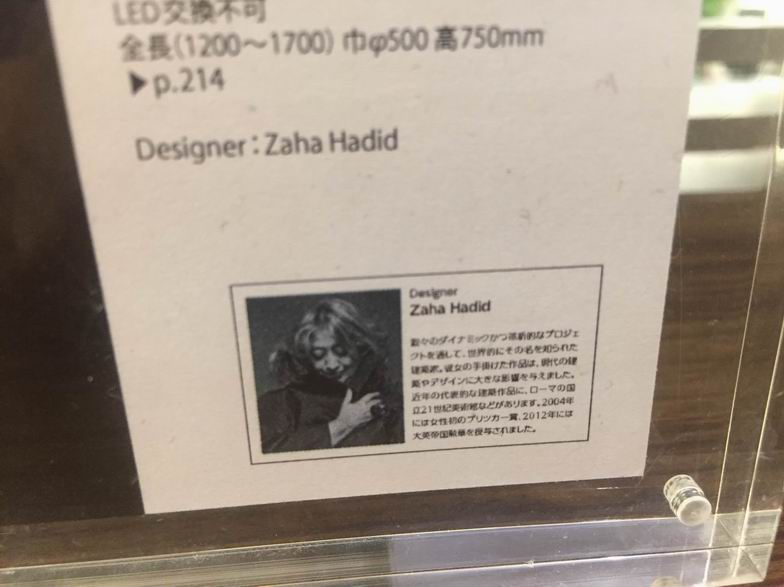 LED交換不可
全長(1200〜1700) 巾φ500 高750mm
▶p.214
Designer：Zaha Hadid
Designer
Zaha Hadid
数々のダイナミックかつ革新的なプロジェ
クトを通して、世界的にその名を知られた
建築家。彼女の手掛けた作品は、現代の建
築やデザインに大きな影響を与えました。
近年の代表的な建築作品に、ローマの国
立21世紀美術館などがあります。2004年
には女性初のプリツカー賞、2012年には
大英帝国勲章を授与されました。